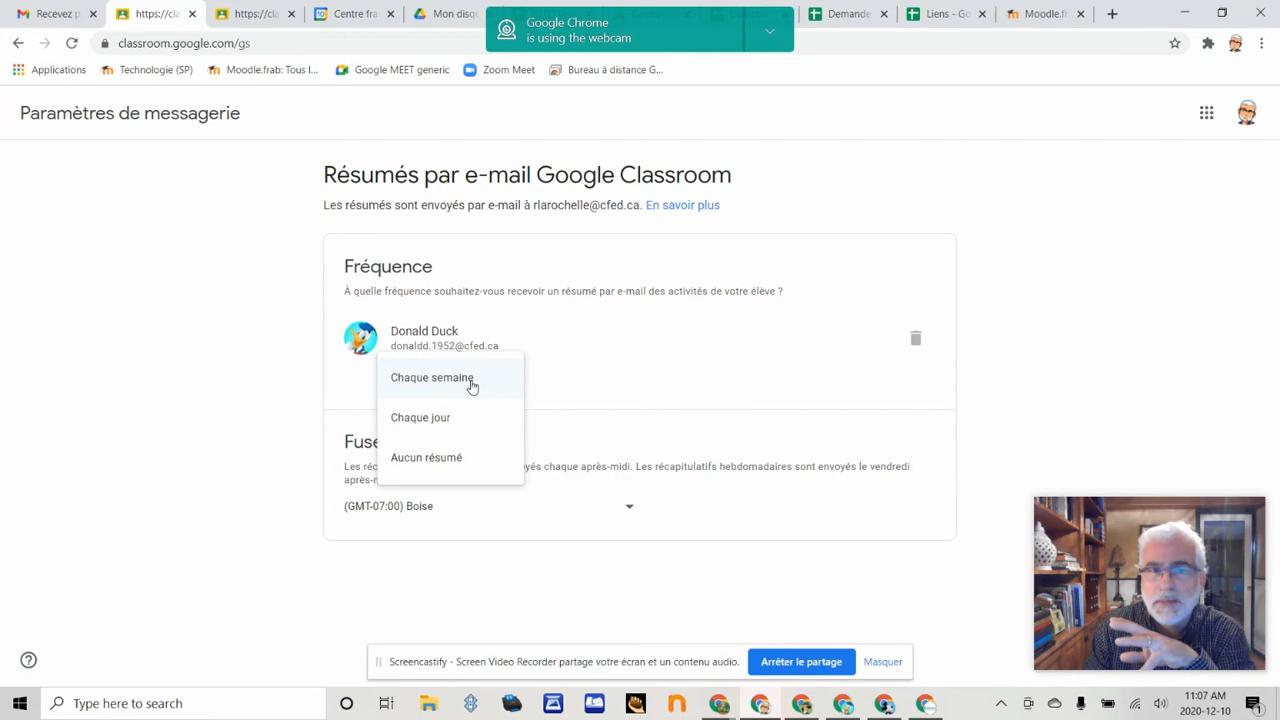 Recevez p
https://cla
https://cl
Centre fra
Mon disq
Demande
Liens - Go
Moodle.fr
Google Chrome
is using the webcam
classroom.google.com/gs
Applications
Technologie (SP)
Moodle.frab: Tous l...
Google MEET generic
Zoom Meet
Bureau à distance G...
Paramètres de messagerie
Résumés par e-mail Google Classroom
Les résumés sont envoyés par e-mail à rlarochelle@cfed.ca. En savoir plus
Fréquence
À quelle fréquence souhaitez-vous recevoir un résumé par e-mail des activités de votre élève ?
Donald Duck
donaldd.1952@cfed.ca
Chaque semaine
Chaque jour
Fuse
Aucun résumé
Les réc yés chaque après-midi. Les récapitulatifs hebdomadaires sont envoyés le vendredi
après-m
(GMT-07:00) Boise
Screencastify - Screen Video Recorder partage votre écran et un contenu audio.
Arrêter le partage
Masquer
Type here to search
11:07 AM
2020-12-10